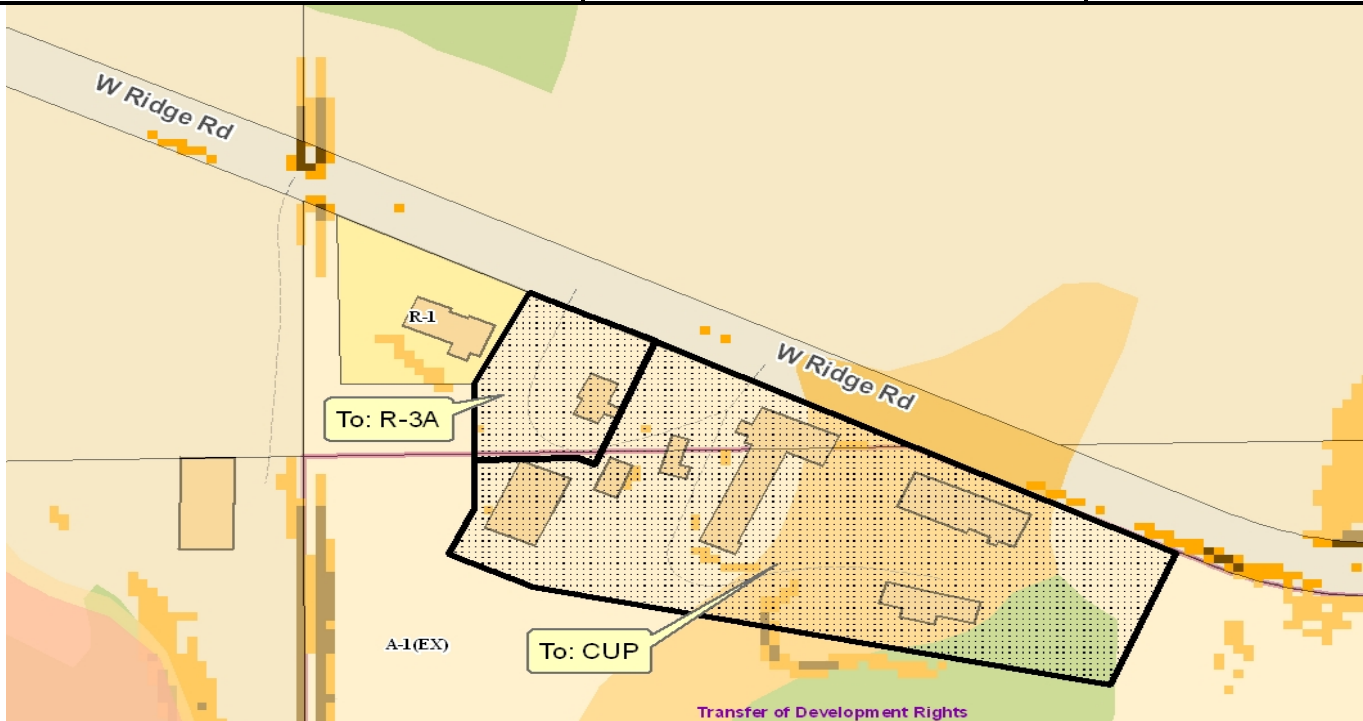 W Ridge Rd
R-1
W Ridge Rd
To: R-3A
A-1(EX)
To: CUP
Transfer of Development Rights